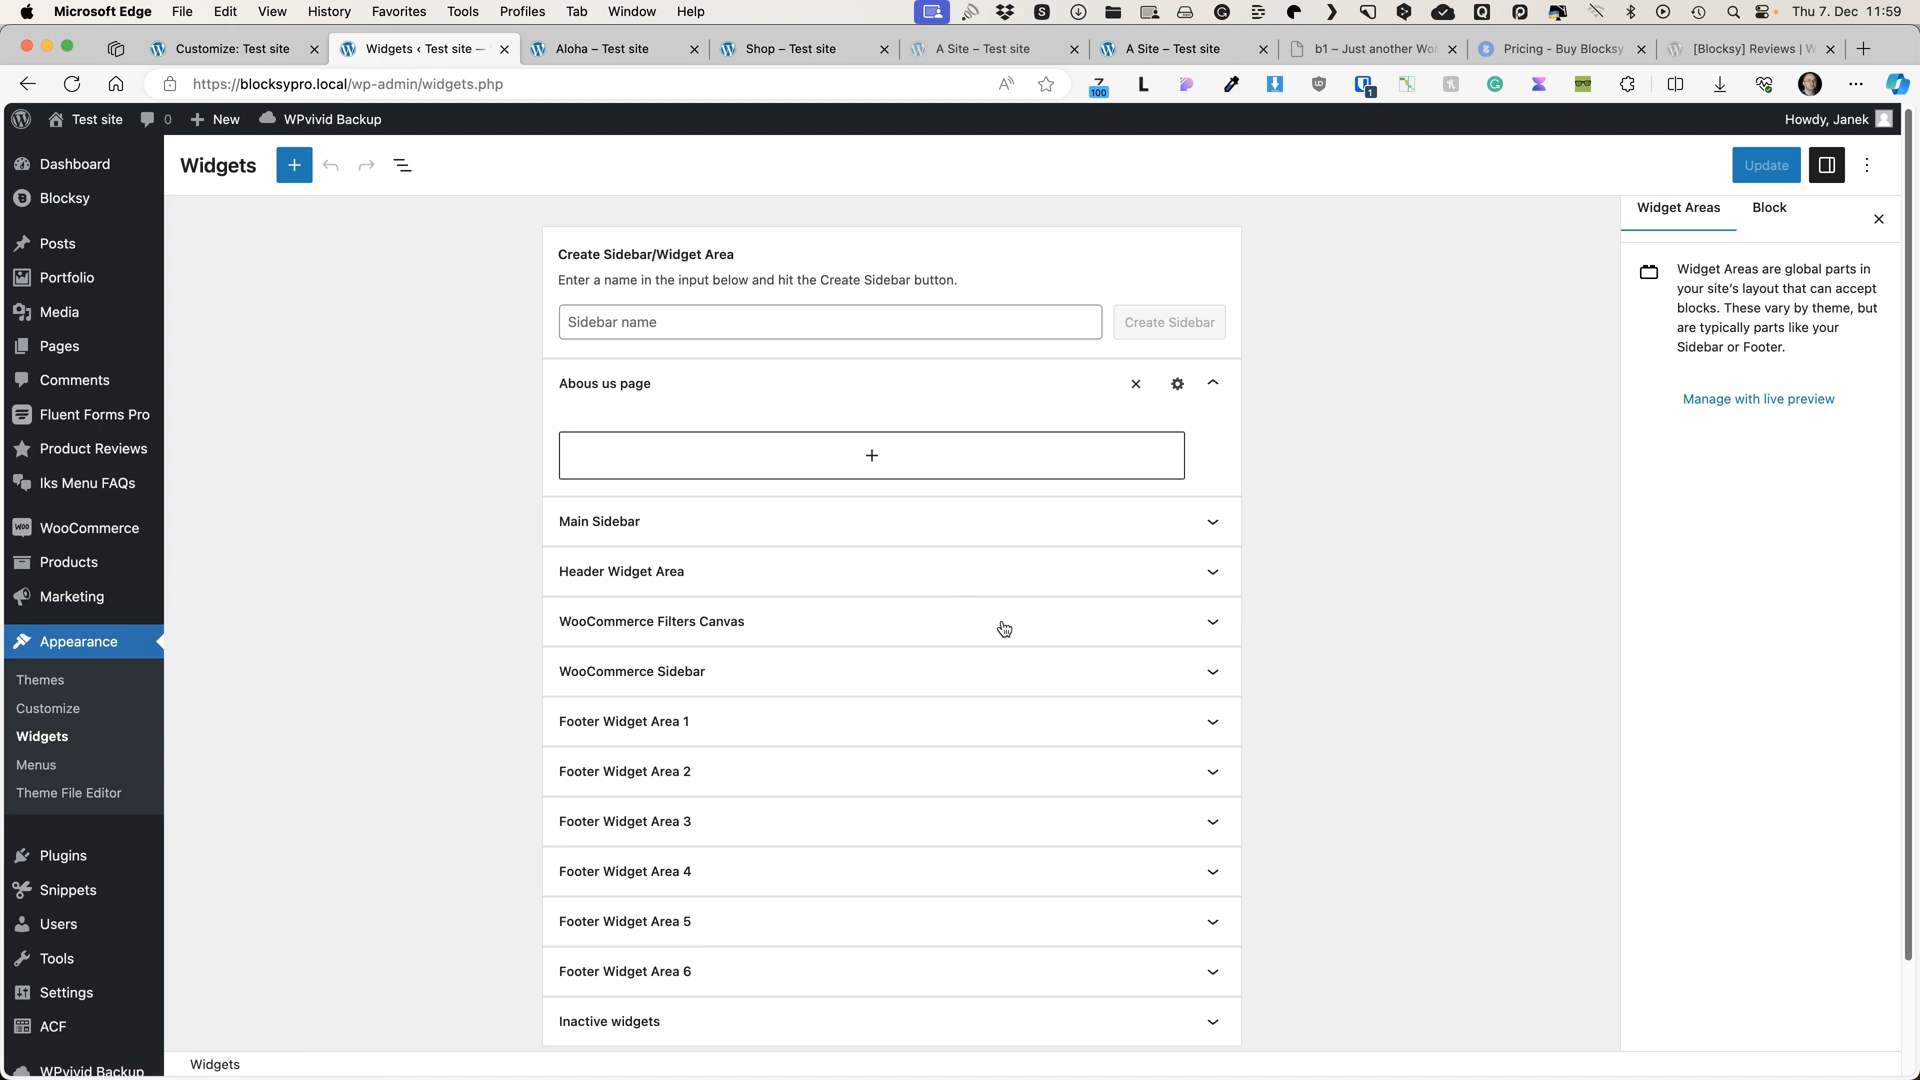 Microsoft Edge File Edit View History Favorites Tools Profiles Tab Window Help Thu 7. Dec 11:59
Customize: Test site
Widgets ‹ Test site —
Aloha – Test site
Shop – Test site
A Site – Test site
A Site – Test site
b1 – Just another Wor
Pricing - Buy Blocksy
[Blocksy] Reviews | W
https://blocksypro.local/wp-admin/widgets.php
100
1
Test site 0 New WPvivid Backup Howdy, Janek
Dashboard
Blocksy
Posts
Portfolio
Media
Pages
Comments
Fluent Forms Pro
Product Reviews
Iks Menu FAQs
WooCommerce
Products
Marketing
Appearance
Themes
Customize
Widgets
Menus
Theme File Editor
Plugins
Snippets
Users
Tools
Settings
ACF
WPvivid Backup
Widgets
Update
Create Sidebar/Widget Area
Enter a name in the input below and hit the Create Sidebar button.
Sidebar name
Create Sidebar
Abous us page
Main Sidebar
Header Widget Area
WooCommerce Filters Canvas
WooCommerce Sidebar
Footer Widget Area 1
Footer Widget Area 2
Footer Widget Area 3
Footer Widget Area 4
Footer Widget Area 5
Footer Widget Area 6
Inactive widgets
Widget Areas Block
Widget Areas are global parts in
your site's layout that can accept
blocks. These vary by theme, but
are typically parts like your
Sidebar or Footer.
Manage with live preview
Widgets